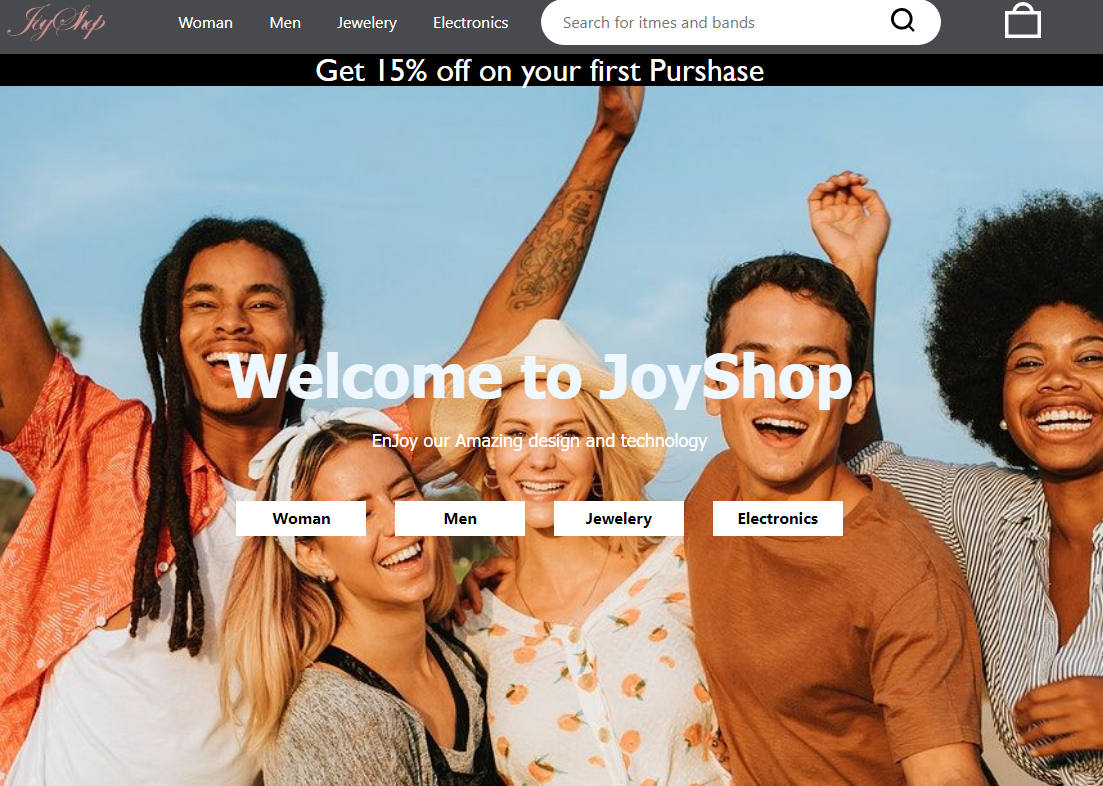 JoyShop
Woman Men Jewelery Electronics Search for itmes and bands
Get 15% off on your first Purshase
Welcome to JoyShop
EnJoy our Amazing design and technology
Woman Men Jewelery Electronics